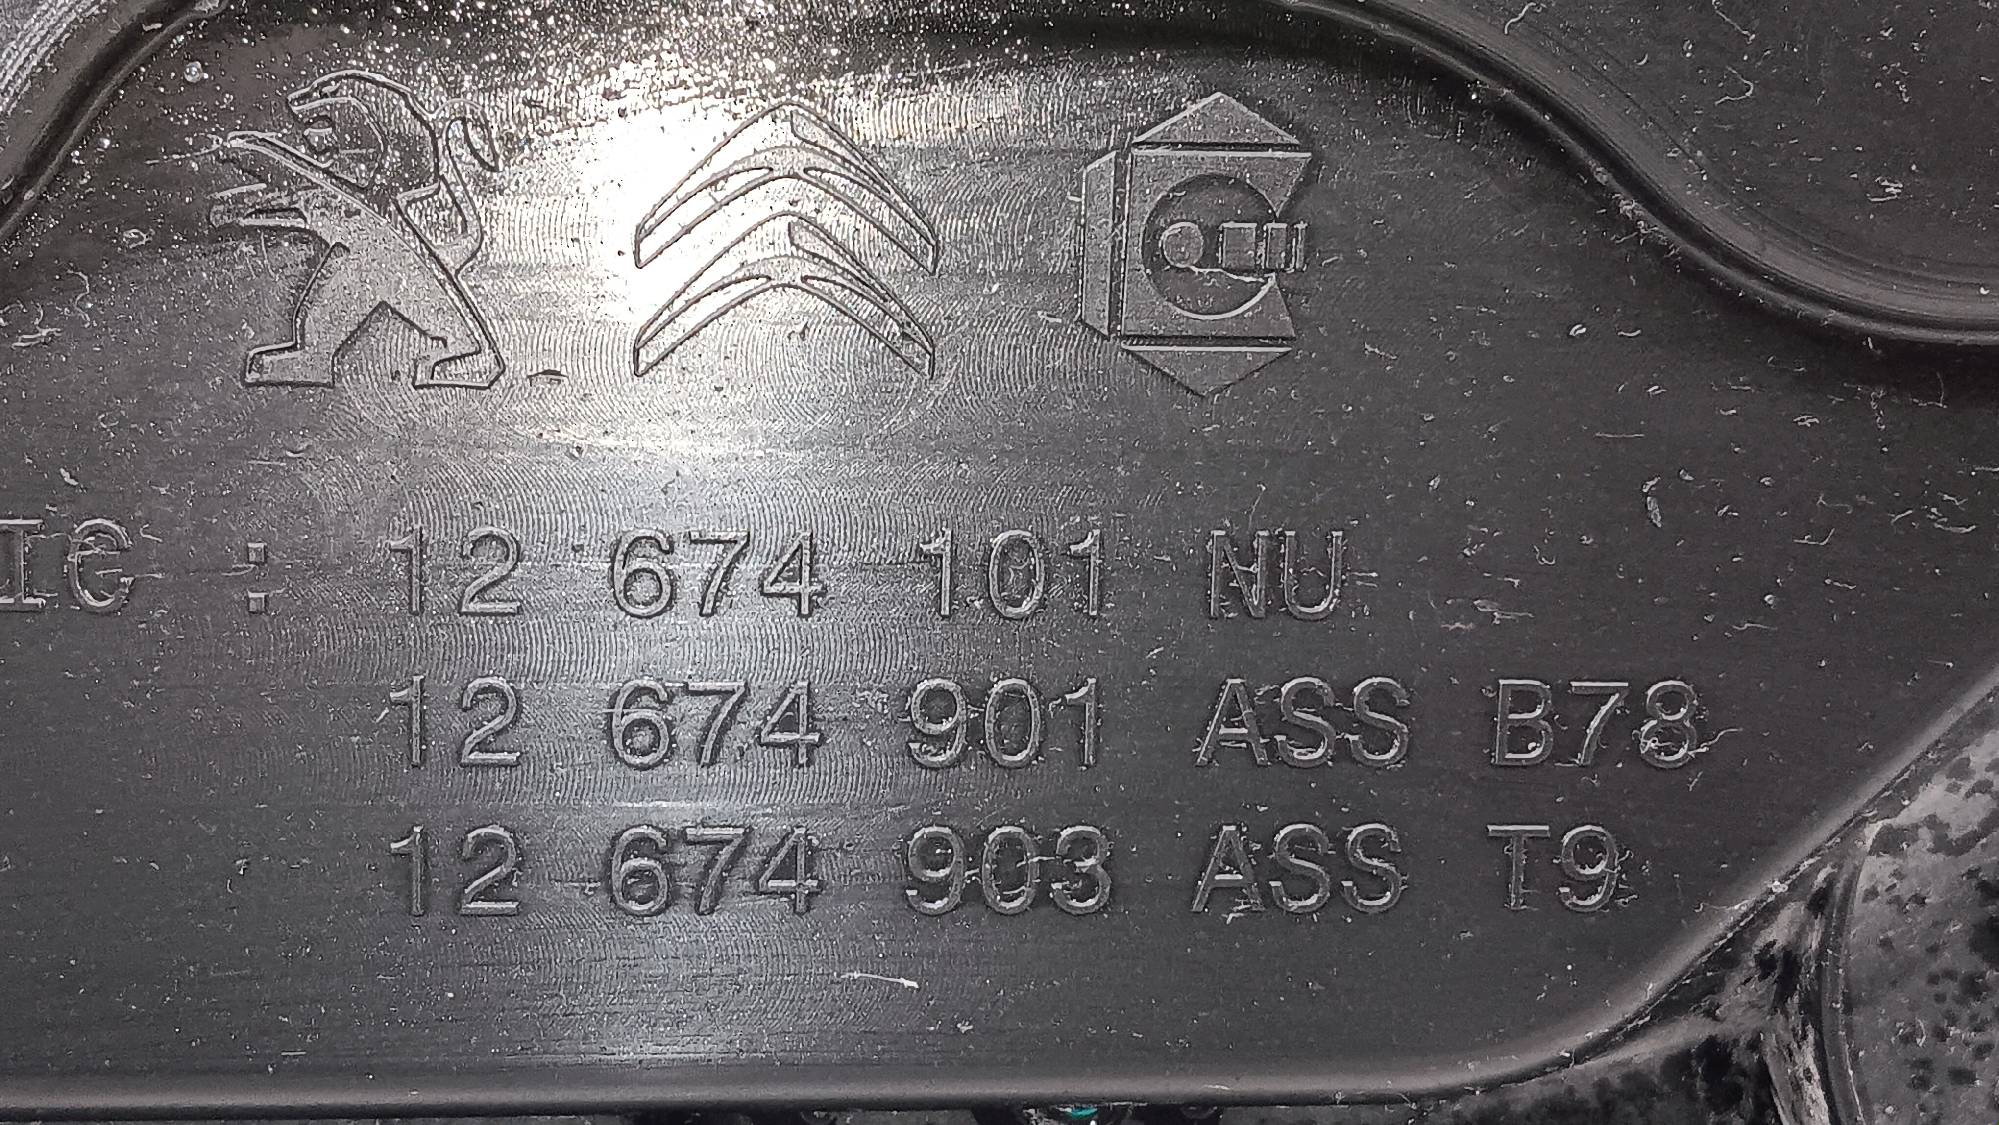 IG : 12 674 101 NU
12 674 901 ASS B78
12 674 903 ASS T9